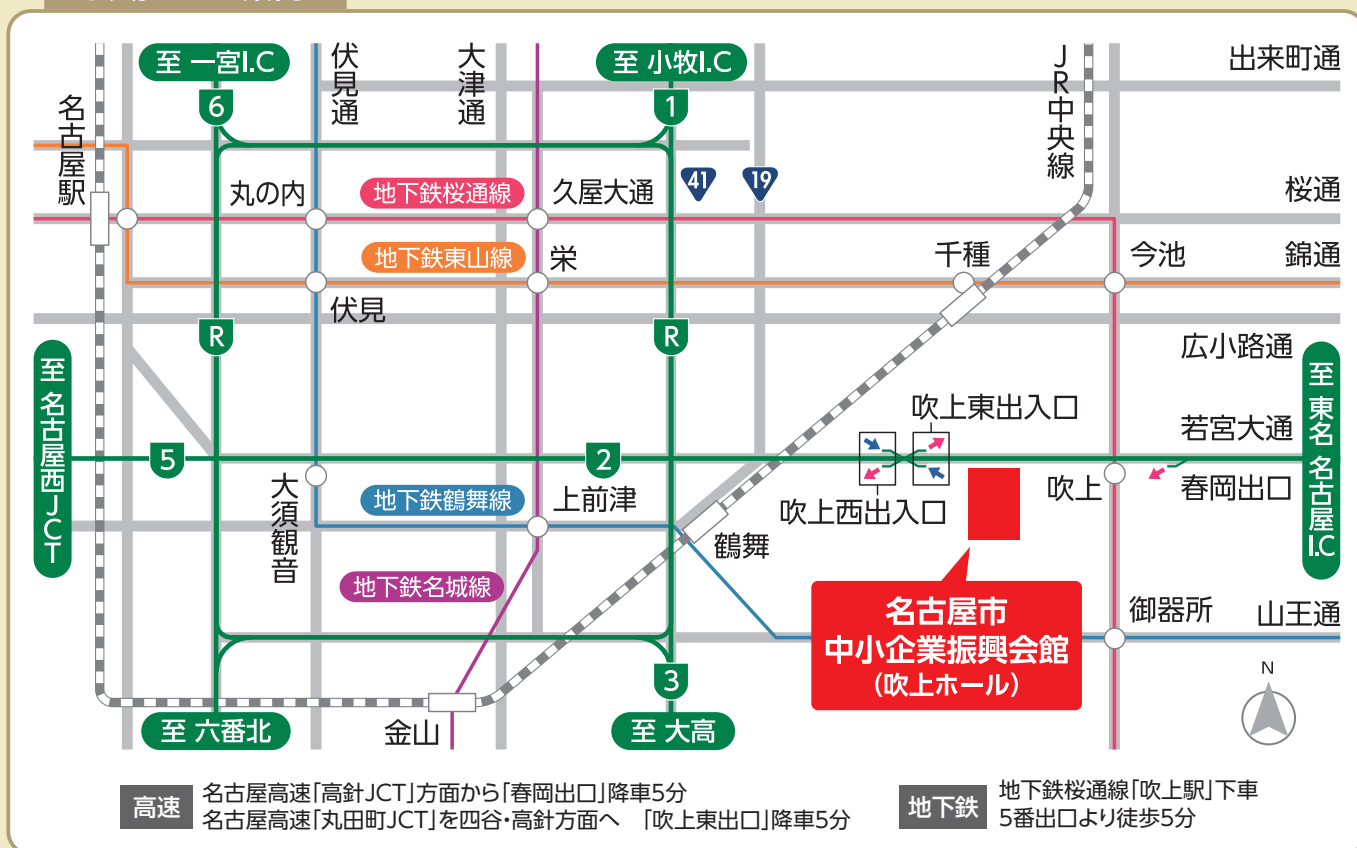 至 一宮I.C
伏見通
大津通
至 小牧I.C
JR中央線
出来町通
6
1
名古屋駅
丸の内
地下鉄桜通線
久屋大通
41
19
桜通
地下鉄東山線
栄
千種
今池
錦通
伏見
R
R
広小路通
至 名古屋西JCT
至 東名 名古屋I.C
吹上東出入口
若宮大通
5
2
大須観音
地下鉄鶴舞線
上前津
吹上西出入口
吹上
春岡出口
鶴舞
地下鉄名城線
名古屋市
中小企業振興会館
(吹上ホール)
御器所
山王通
3
N
至 六番北
金山
至 大高
高速
名古屋高速「高針JCT」方面から「春岡出口」降車5分
名古屋高速「丸田町JCT」を四谷・高針方面へ 「吹上東出口」降車5分
地下鉄
地下鉄桜通線「吹上駅」下車
5番出口より徒歩5分